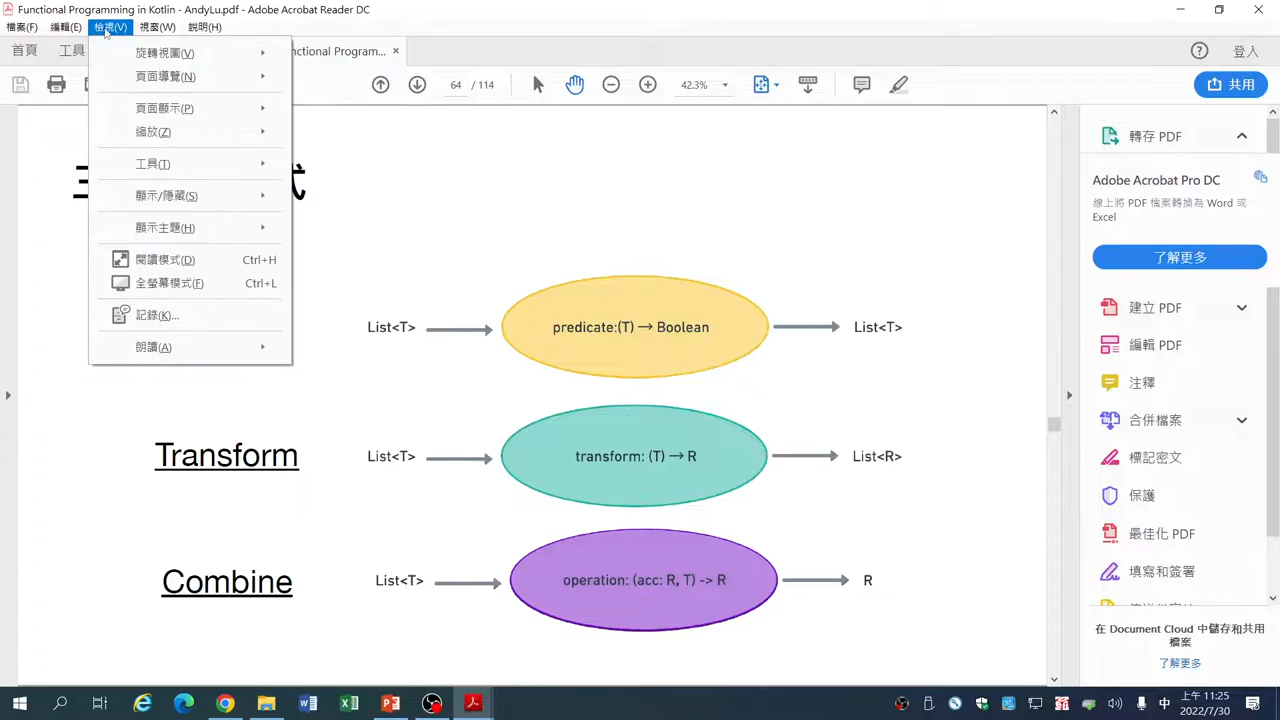 Functional Programming in Kotlin - AndyLu.pdf - Adobe Acrobat Reader DC
檔案(F) 編輯(E) 檢視(V) 視窗(W) 說明(H)
首頁 工具 nctional Program... × 登入
64 / 114 42.3% 共用
旋轉視圖(V)
頁面導覽(N)
頁面顯示(P)
縮放(Z)
工具(T)
顯示/隱藏(S)
顯示主題(H)
閱讀模式(D) Ctrl+H
全螢幕模式(F) Ctrl+L
記錄(K)...
朗讀(A)
式
List<T> predicate:(T) → Boolean List<T>
Transform List<T> transform: (T) → R List<R>
Combine List<T> operation: (acc: R, T) -> R R
轉存 PDF
Adobe Acrobat Pro DC
線上將 PDF 檔案轉換為 Word 或
Excel
了解更多
建立 PDF
編輯 PDF
注釋
合併檔案
標記密文
保護
最佳化 PDF
填寫和簽署
在 Document Cloud 中儲存和共用
檔案
了解更多
上午 11:25
2022/7/30